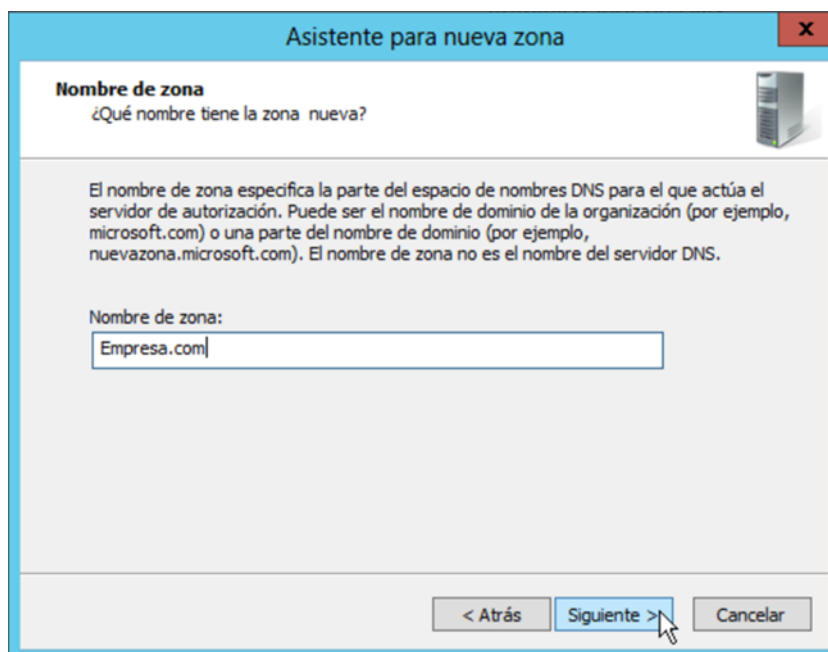 Asistente para nueva zona
x
Nombre de zona
¿Qué nombre tiene la zona nueva?
El nombre de zona especifica la parte del espacio de nombres DNS para el que actúa el
servidor de autorización. Puede ser el nombre de dominio de la organización (por ejemplo,
microsoft.com) o una parte del nombre de dominio (por ejemplo,
nuevazona.microsoft.com). El nombre de zona no es el nombre del servidor DNS.
Nombre de zona:
Empresa.com
< Atrás Siguiente > Cancelar